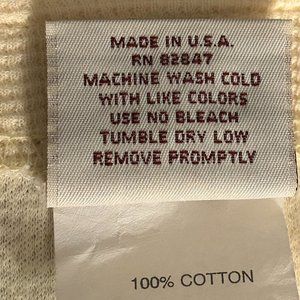 MADE IN U.S.A.
RN 82847
MACHINE WASH COLD
WITH LIKE COLORS
USE NO BLEACH
TUMBLE DRY LOW
REMOVE PROMPTLY
100% COTTON